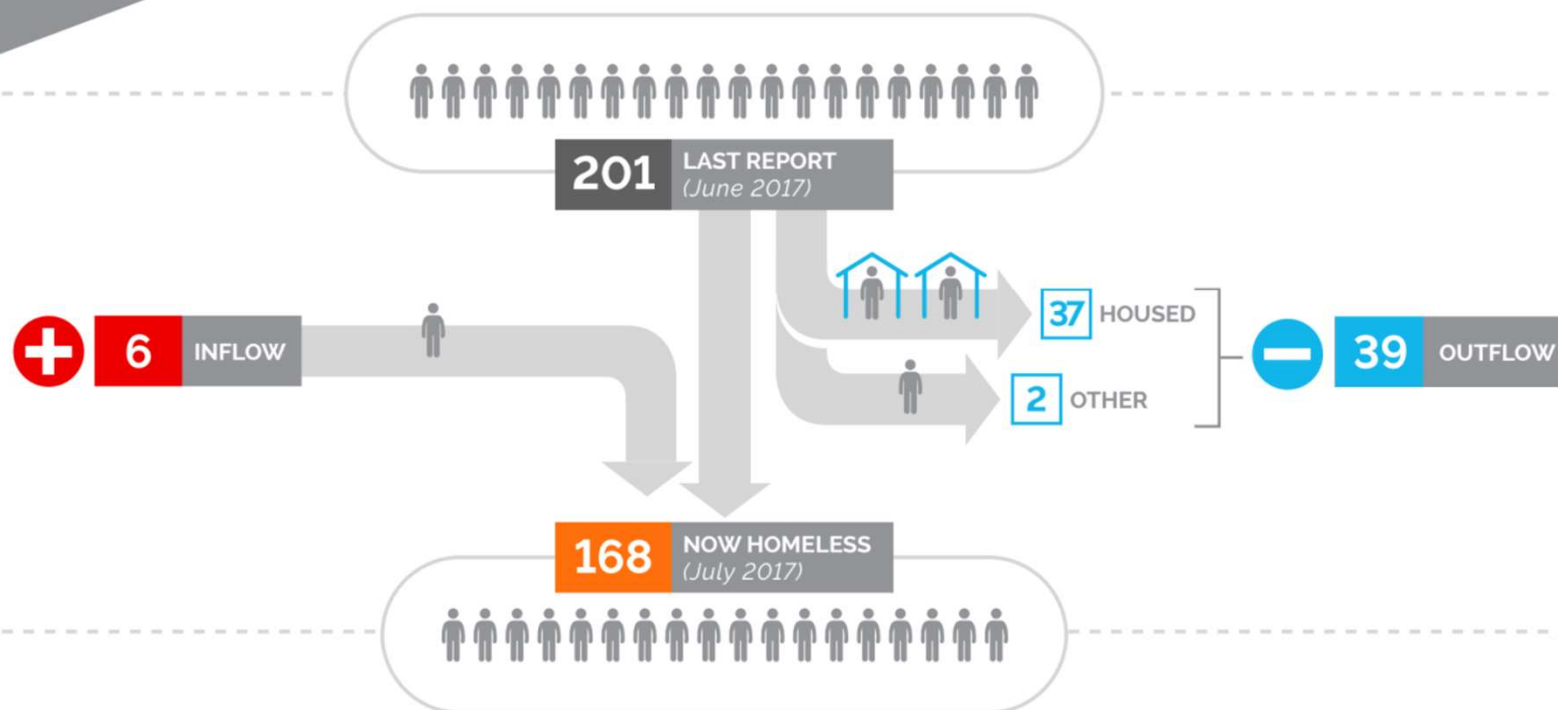 201 LAST REPORT
(June 2017)
6 INFLOW
37 HOUSED
2 OTHER
39 OUTFLOW
168 NOW HOMELESS
(July 2017)